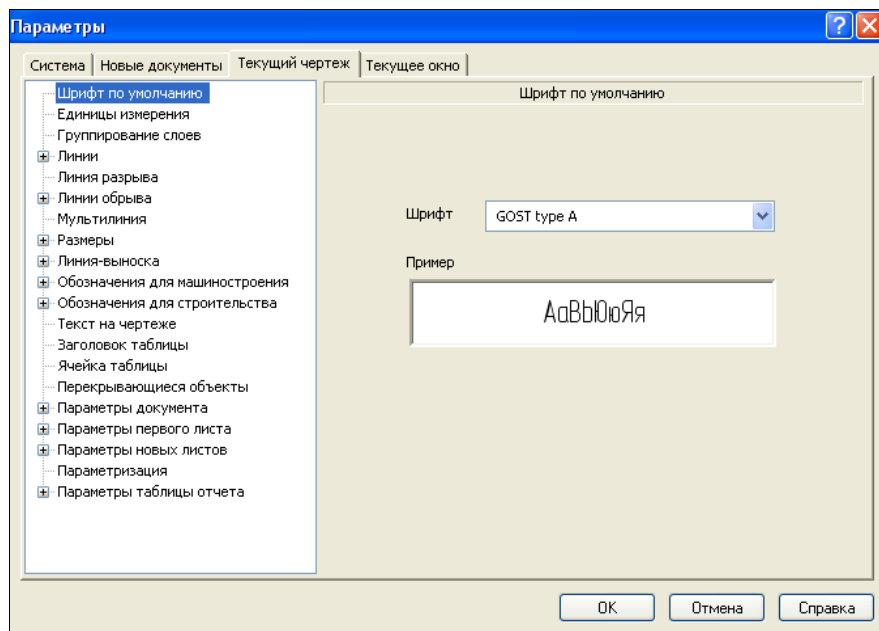 Параметры
Система Новые документы Текущий чертеж Текущее окно
Шрифт по умолчанию
Единицы измерения
Группирование слоев
Линии
Линия разрыва
Линии обрыва
Мультилиния
Размеры
Линия-выноска
Обозначения для машиностроения
Обозначения для строительства
Текст на чертеже
Заголовок таблицы
Ячейка таблицы
Перекрывающиеся объекты
Параметры документа
Параметры первого листа
Параметры новых листов
Параметризация
Параметры таблицы отчета
Шрифт по умолчанию
Шрифт GOST type A
Пример
АаВЬЮюЯя
OK Отмена Справка